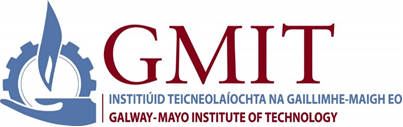 GMIT
INSTITIÚID TEICNEOLAÍOCHTA NA GAILLIMHE-MAIGH EO
GALWAY-MAYO INSTITUTE OF TECHNOLOGY